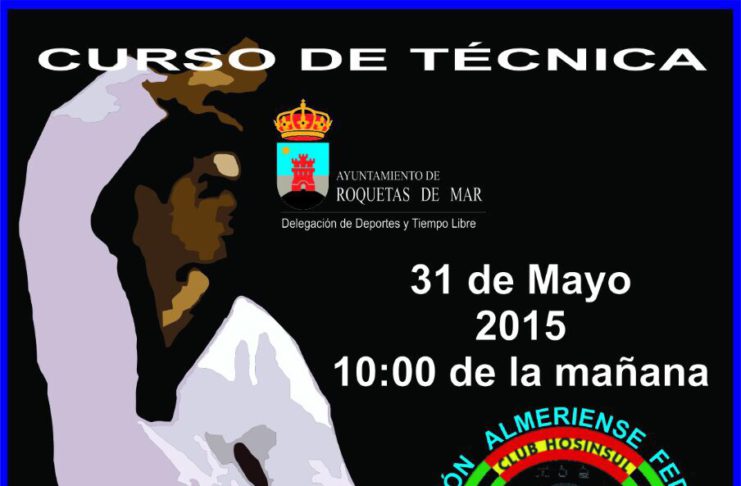 CURSO DE TÉCNICA
AYUNTAMIENTO DE
ROQUETAS DE MAR
Delegación de Deportes y Tiempo Libre
31 de Mayo
2015
10:00 de la mañana
ALMERIENSE
CLUB HOSINSUL